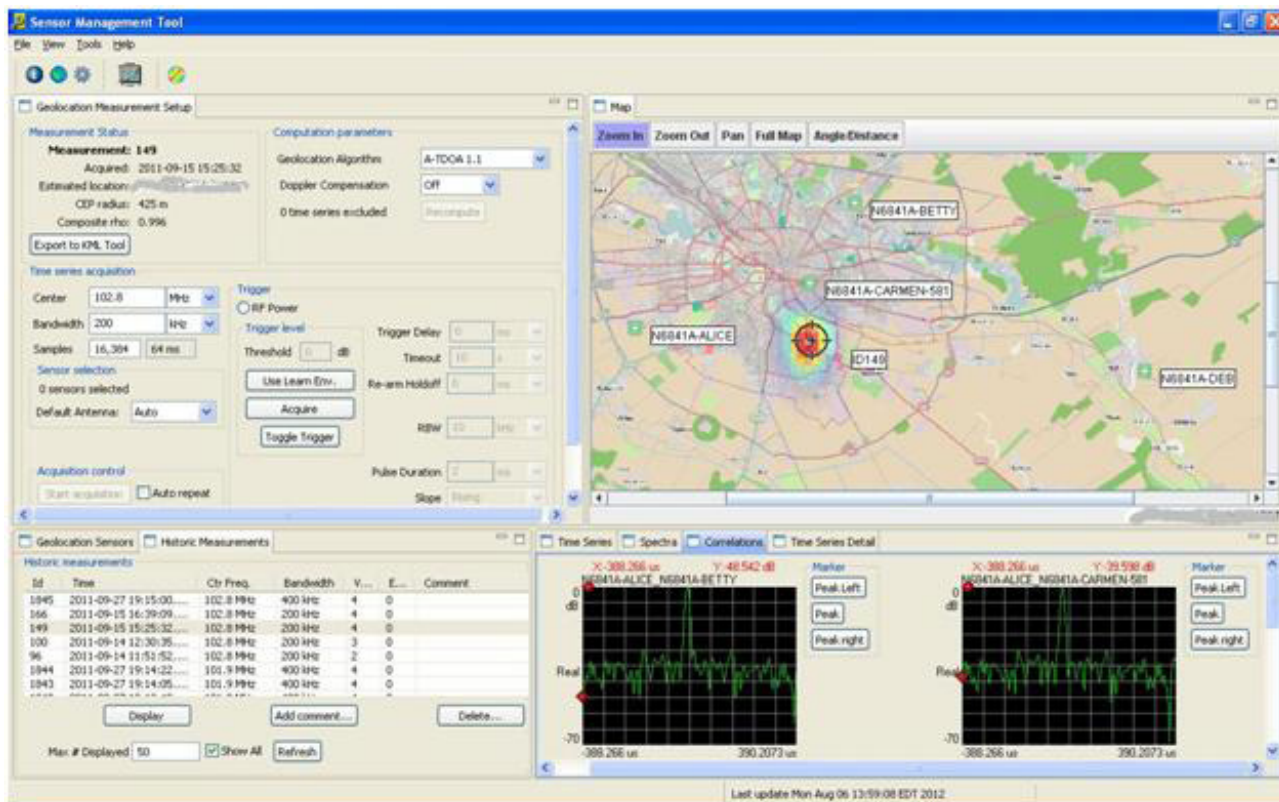 Sensor Management Tool
File View Tools Help
Geolocation Measurement Setup
Measurement Status
Measurement: 149
Acquired: 2011-09-15 15:25:32
Estimated location:
CEP radius: 425 m
Composite rho: 0.996
Export to KML Tool
Computation parameters
Geolocation Algorithm A-TDOA 1.1
Doppler Compensation Off
0 time series excluded Recompute
Time series acquisition
Center 102.8 MHz
Bandwidth 200 kHz
Samples 16,384 64 ms
Sensor selection
0 sensors selected
Default Antenna: Auto
Acquisition control
Start acquisition Auto repeat
Trigger
RF Power
Trigger level
Threshold dB
Use Learn Env.
Acquire
Toggle Trigger
Trigger Delay 0 ms
Timeout 10 s
Re-arm Holdoff
RBW kHz
Pulse Duration 2 ms
Slope Rising
Map
Zoom In Zoom Out Pan Full Map Angle/Distance
N6841A-BETTY
N6841A-CARMEN-581
N6841A-ALICE
ID149
N6841A-DEB
Geolocation Sensors Historic Measurements
Historic measurements
Id Time Ctr Freq. Bandwidth V... E... Comment
1845 2011-09-27 19:15:00.... 102.8 MHz 400 kHz 4 0
166 2011-09-15 16:39:09.... 102.8 MHz 200 kHz 4 0
149 2011-09-15 15:25:32.... 102.8 MHz 200 kHz 4 0
100 2011-09-14 12:30:35.... 102.8 MHz 200 kHz 3 0
96 2011-09-14 11:51:52.... 102.8 MHz 200 kHz 2 0
1844 2011-09-27 19:14:22.... 101.9 MHz 400 kHz 4 0
1843 2011-09-27 19:14:05.... 101.9 MHz 400 kHz 4 0
Display Add comment... Delete...
Max # Displayed 50 Show All Refresh
Time Series Spectra Correlations Time Series Detail
X:-388.266 us Y:-48.542 dB
N6841A-ALICE_N6841A-BETTY
0
dB
Real
-70
-388.266 us 390.2073 us
Marker
Peak Left
Peak
Peak right
X:-388.266 us Y:-39.598 dB
N6841A-ALICE_N6841A-CARMEN-581
0
dB
Real
-70
-388.266 us 390.2073 us
Marker
Peak Left
Peak
Peak right
Last update Mon Aug 06 13:59:08 EDT 2012